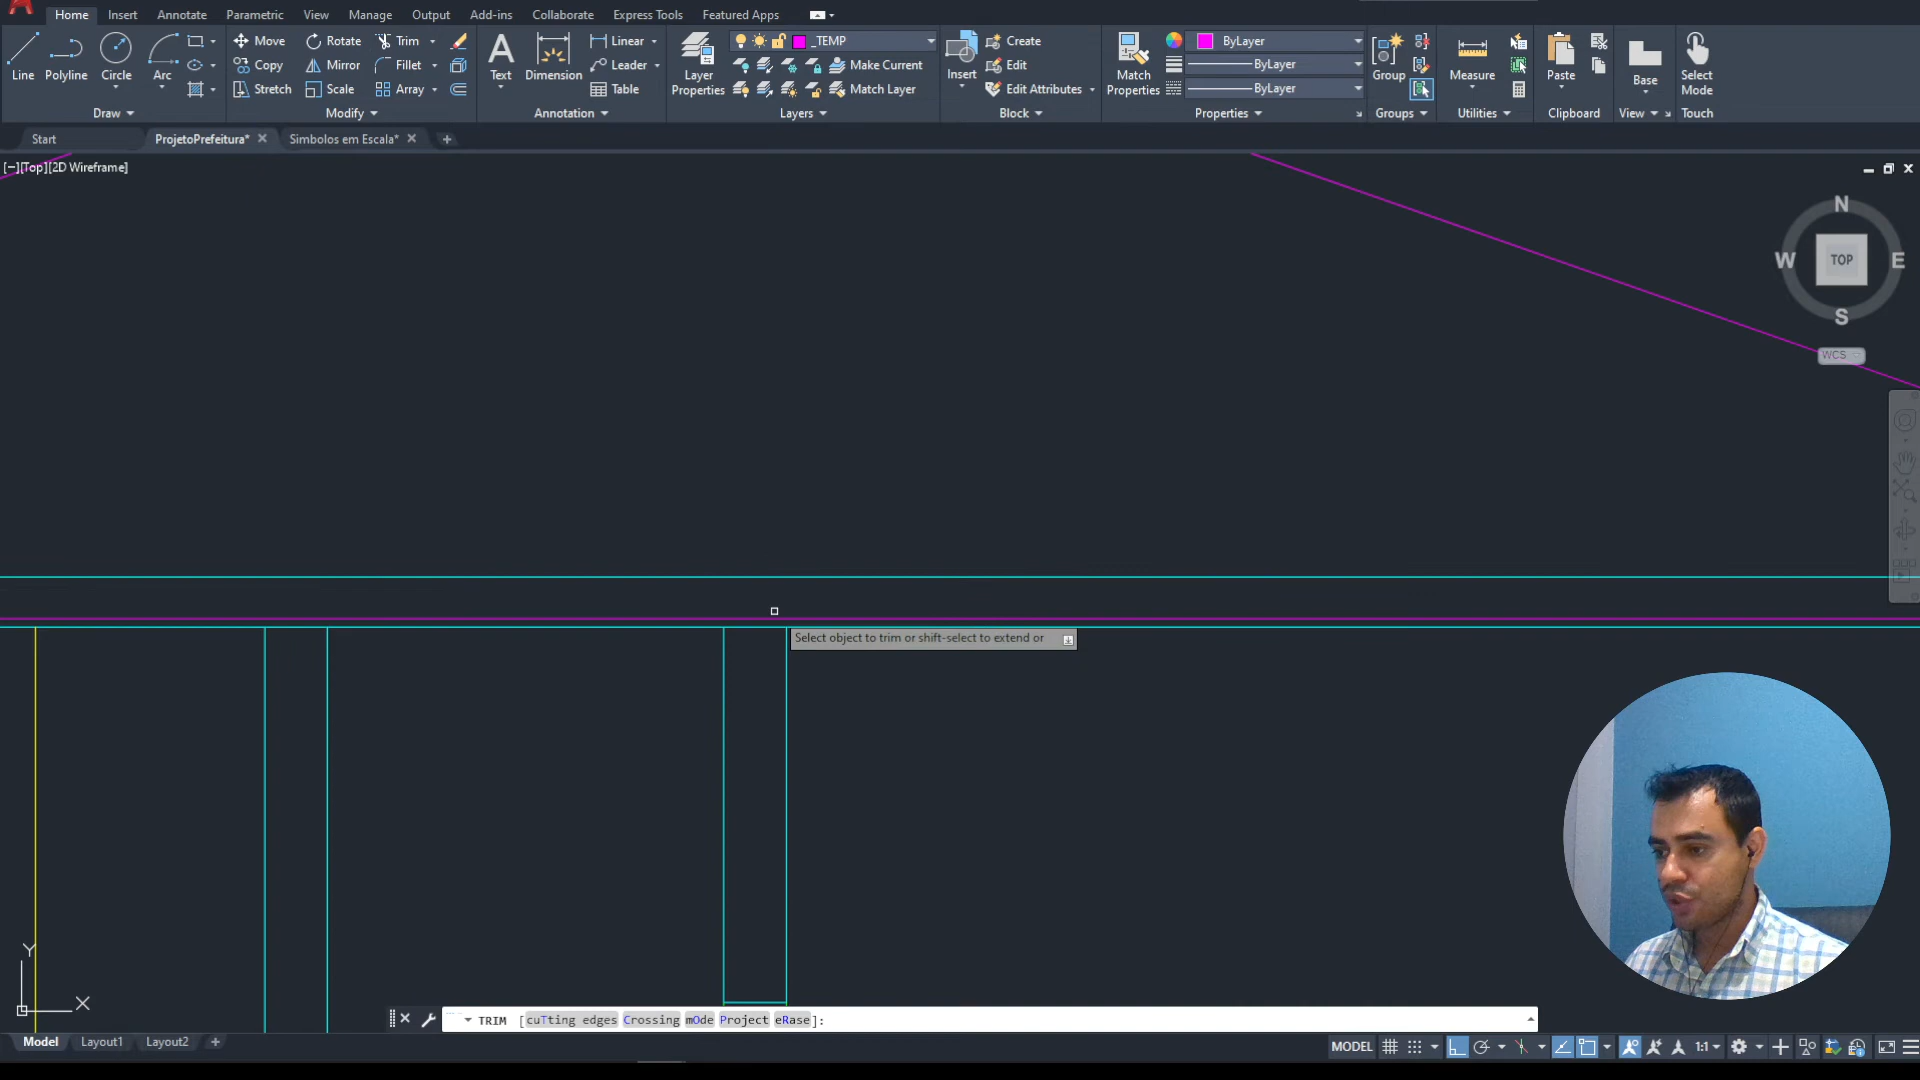 Home Insert Annotate Parametric View Manage Output Add-ins Collaborate Express Tools Featured Apps
Line Polyline Circle Arc
Move Rotate Trim
Copy Mirror Fillet
Stretch Scale Array
Text Dimension
Linear
Leader
Table
Layer Properties
_TEMP
Make Current
Match Layer
Insert
Create
Edit
Edit Attributes
Match Properties
ByLayer
ByLayer
ByLayer
Group Measure Paste Base Select Mode
Draw Modify Annotation Layers Block Properties Groups Utilities Clipboard View Touch
Start ProjetoPrefeitura* Simbolos em Escala*
[−][Top][2D Wireframe]
N
W TOP E
S
WCS
Select object to trim or shift-select to extend or
Y
X
TRIM [cuTting edges Crossing mOde Project eRase]:
Model Layout1 Layout2
MODEL 1:1